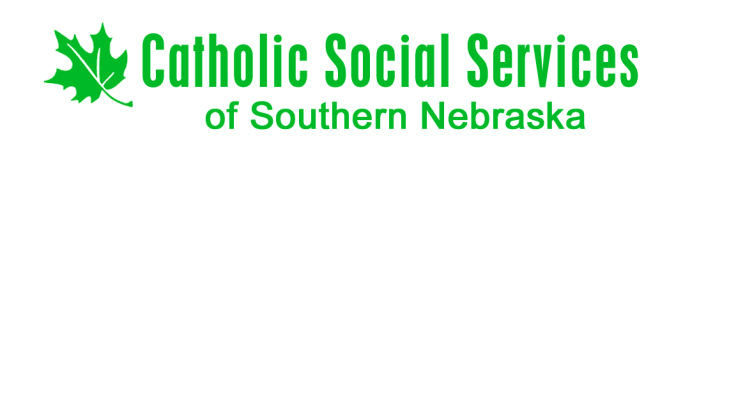 Catholic Social Services
of Southern Nebraska